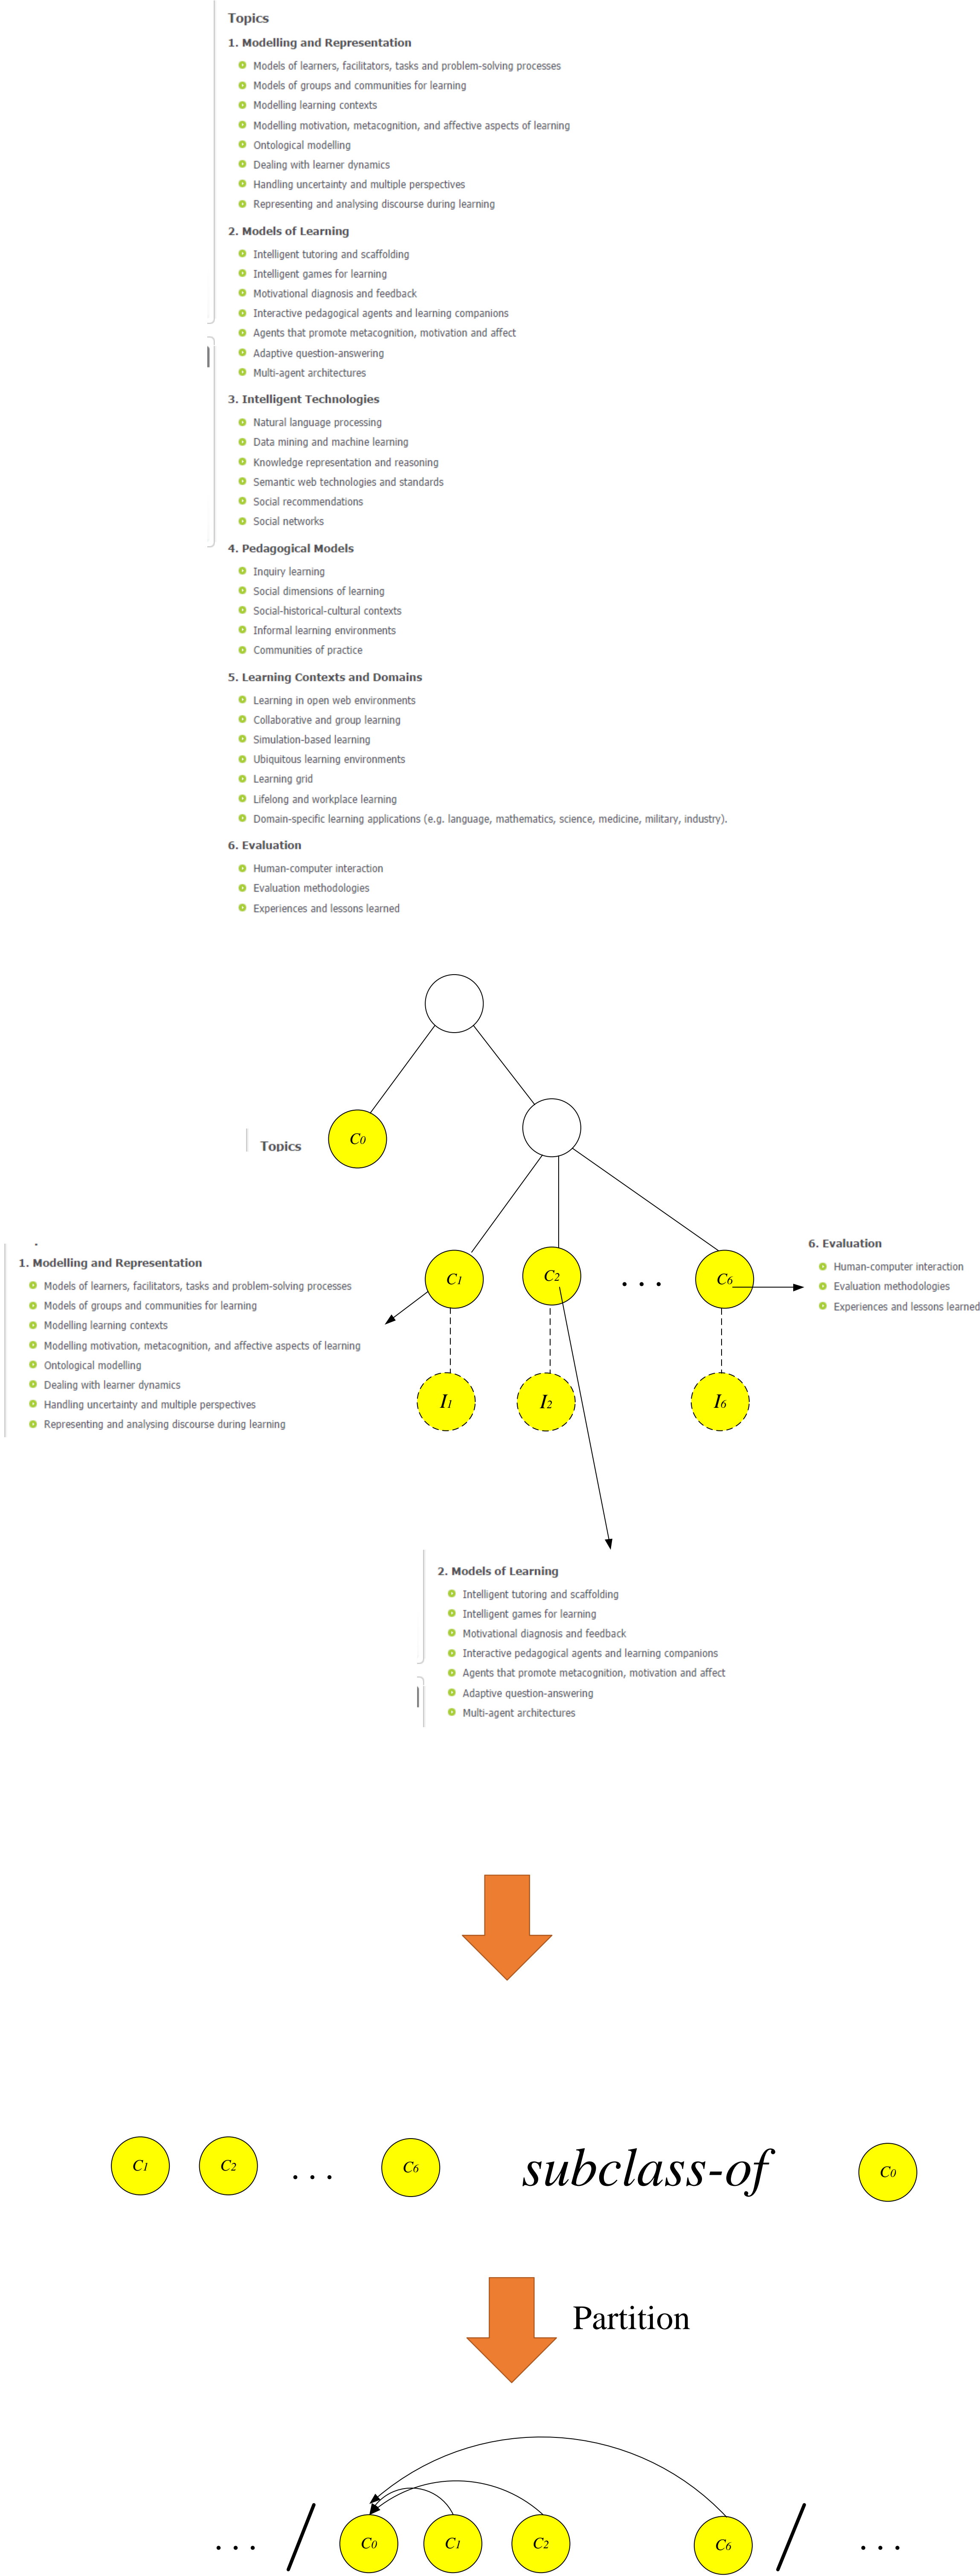 Topics
1. Modelling and Representation
Models of learners, facilitators, tasks and problem-solving processes
Models of groups and communities for learning
Modelling learning contexts
Modelling motivation, metacognition, and affective aspects of learning
Ontological modelling
Dealing with learner dynamics
Handling uncertainty and multiple perspectives
Representing and analysing discourse during learning
2. Models of Learning
Intelligent tutoring and scaffolding
Intelligent games for learning
Motivational diagnosis and feedback
Interactive pedagogical agents and learning companions
Agents that promote metacognition, motivation and affect
Adaptive question-answering
Multi-agent architectures
3. Intelligent Technologies
Natural language processing
Data mining and machine learning
Knowledge representation and reasoning
Semantic web technologies and standards
Social recommendations
Social networks
4. Pedagogical Models
Inquiry learning
Social dimensions of learning
Social-historical-cultural contexts
Informal learning environments
Communities of practice
5. Learning Contexts and Domains
Learning in open web environments
Collaborative and group learning
Simulation-based learning
Ubiquitous learning environments
Learning grid
Lifelong and workplace learning
Domain-specific learning applications (e.g. language, mathematics, science, medicine, military, industry).
6. Evaluation
Human-computer interaction
Evaluation methodologies
Experiences and lessons learned
Topics C0
1. Modelling and Representation
Models of learners, facilitators, tasks and problem-solving processes
Models of groups and communities for learning
Modelling learning contexts
Modelling motivation, metacognition, and affective aspects of learning
Ontological modelling
Dealing with learner dynamics
Handling uncertainty and multiple perspectives
Representing and analysing discourse during learning
C1 C2 . . . C6
6. Evaluation
Human-computer interaction
Evaluation methodologies
Experiences and lessons learned
I1 I2 I6
2. Models of Learning
Intelligent tutoring and scaffolding
Intelligent games for learning
Motivational diagnosis and feedback
Interactive pedagogical agents and learning companions
Agents that promote metacognition, motivation and affect
Adaptive question-answering
Multi-agent architectures
C1 C2 . . . C6 subclass-of C0
Partition
. . . / C0 C1 C2 C6 / . . .